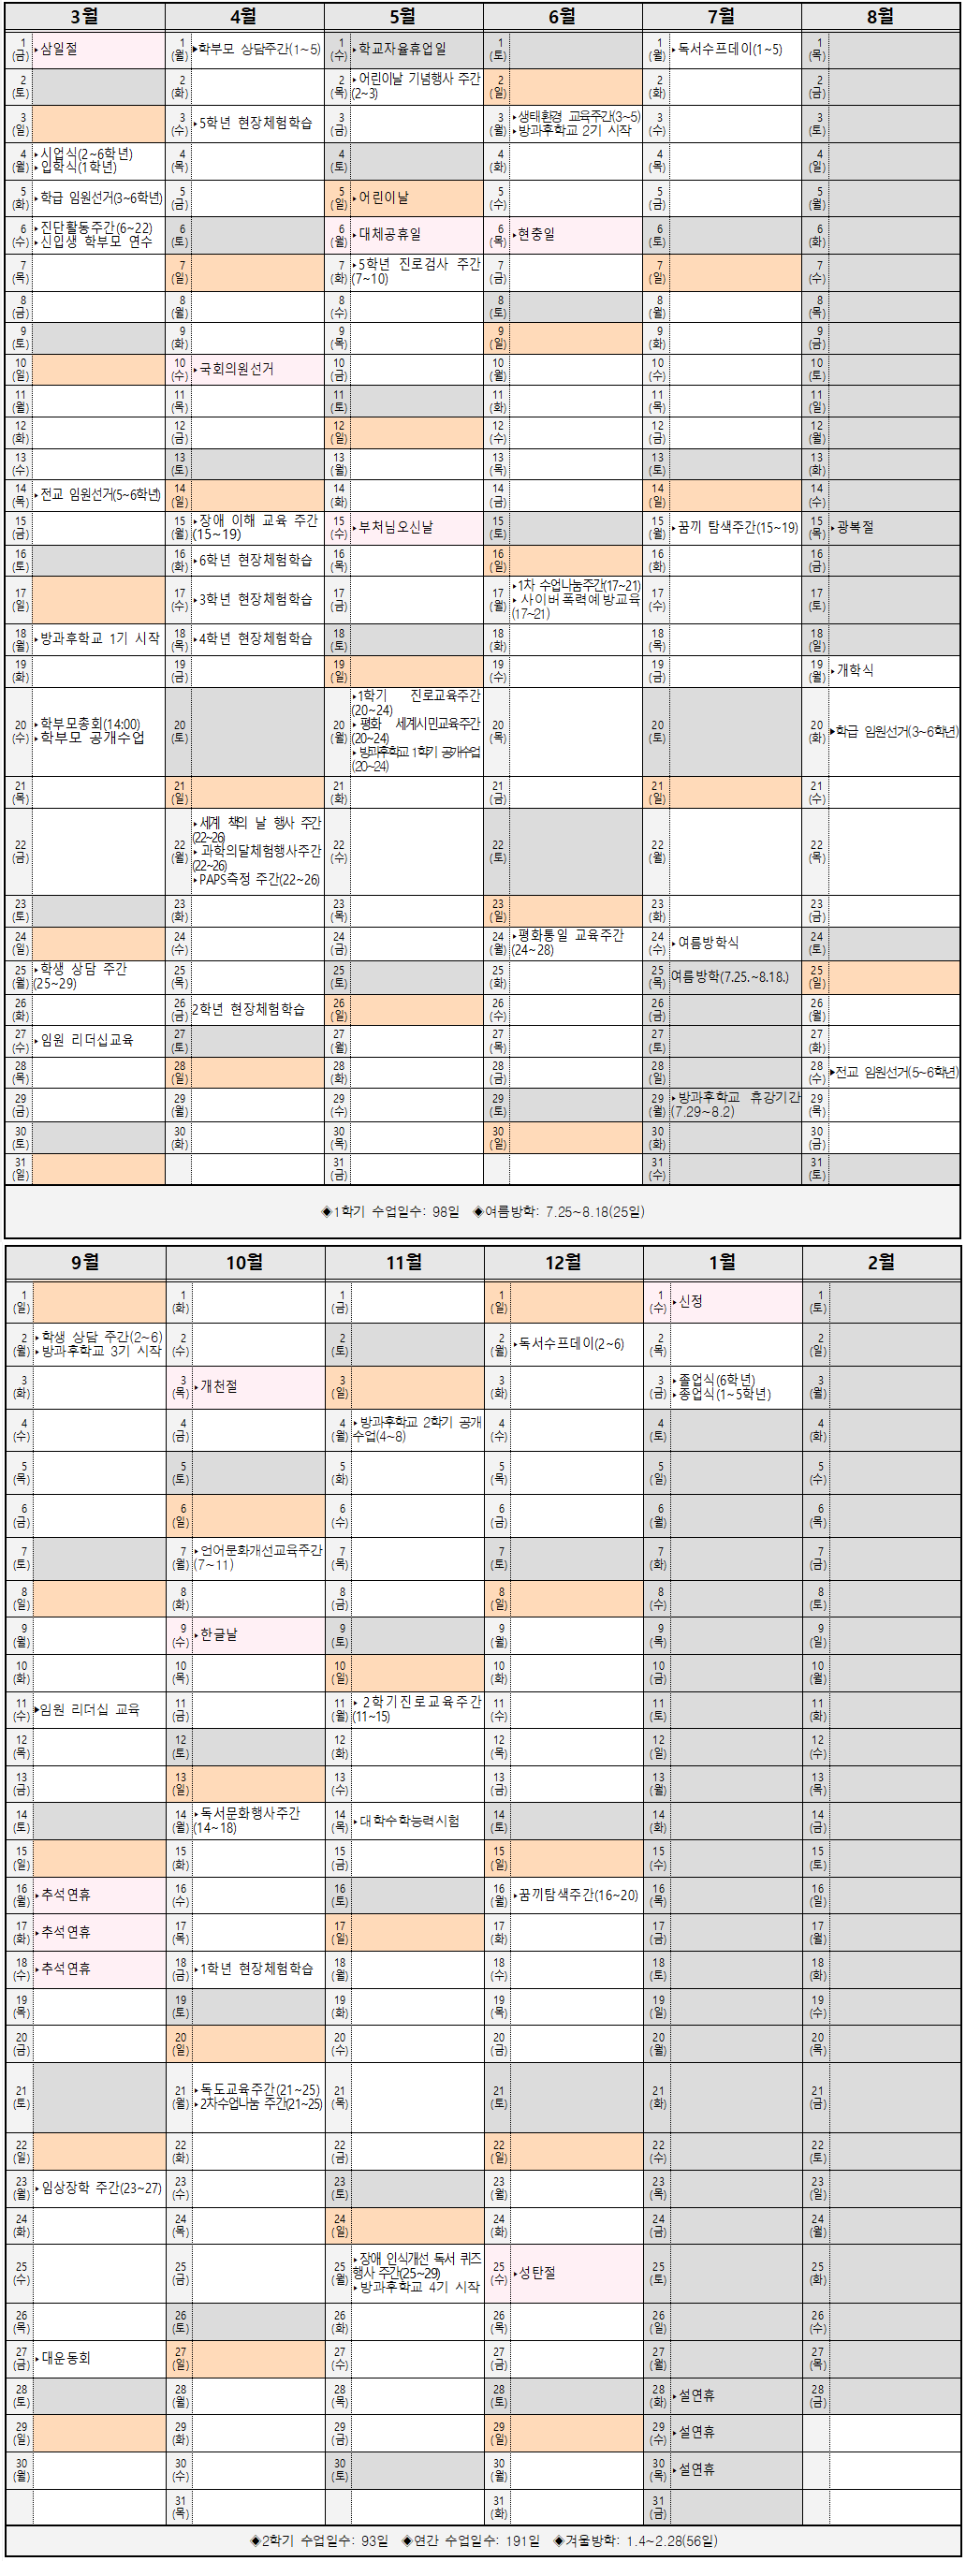 3월 4월 5월 6월 7월 8월
1 (금) ▸삼일절 1 (월) ▸학부모 상담주간(1~5) 1 (수) ▸학교자율휴업일 1 (토) 1 (월) ▸독서수프데이(1~5) 1 (목)
2 (토) 2 (화) 2 (목) ▸어린이날 기념행사 주간(2~3) 2 (일) 2 (화) 2 (금)
3 (일) 3 (수) ▸5학년 현장체험학습 3 (금) 3 (월) ▸생태환경 교육주간(3~5) ▸방과후학교 2기 시작 3 (수) 3 (토)
4 (월) ▸시업식(2~6학년) ▸입학식(1학년) 4 (목) 4 (토) 4 (화) 4 (목) 4 (일)
5 (화) ▸학급 임원선거(3~6학년) 5 (금) 5 (일) ▸어린이날 5 (수) 5 (금) 5 (월)
6 (수) ▸진단활동주간(6~22) ▸신입생 학부모 연수 6 (토) 6 (월) ▸대체공휴일 6 (목) ▸현충일 6 (토) 6 (화)
7 (목) 7 (일) 7 (화) ▸5학년 진로검사 주간(7~10) 7 (금) 7 (일) 7 (수)
8 (금) 8 (월) 8 (수) 8 (토) 8 (월) 8 (목)
9 (토) 9 (화) 9 (목) 9 (일) 9 (화) 9 (금)
10 (일) 10 (수) ▸국회의원선거 10 (금) 10 (월) 10 (수) 10 (토)
11 (월) 11 (목) 11 (토) 11 (화) 11 (목) 11 (일)
12 (화) 12 (금) 12 (일) 12 (수) 12 (금) 12 (월)
13 (수) 13 (토) 13 (월) 13 (목) 13 (토) 13 (화)
14 (목) ▸전교 임원선거(5~6학년) 14 (일) 14 (화) 14 (금) 14 (일) 14 (수)
15 (금) 15 (월) ▸장애 이해 교육 주간(15~19) 15 (수) ▸부처님오신날 15 (토) 15 (월) ▸꿈끼 탐색주간(15~19) 15 (목) ▸광복절
16 (토) 16 (화) ▸6학년 현장체험학습 16 (목) 16 (일) 16 (화) 16 (금)
17 (일) 17 (수) ▸3학년 현장체험학습 17 (금) 17 (월) ▸1차 수업나눔주간(17~21) ▸사이버폭력예방교육(17~21) 17 (수) 17 (토)
18 (월) ▸방과후학교 1기 시작 18 (목) ▸4학년 현장체험학습 18 (토) 18 (화) 18 (목) 18 (일)
19 (화) 19 (금) 19 (일) 19 (수) 19 (금) 19 (월) ▸개학식
20 (수) ▸학부모총회(14:00) ▸학부모 공개수업 20 (토) 20 (월) ▸1학기 진로교육주간(20~24) ▸평화 세계시민교육주간(20~24) ▸방과후학교 1학기 공개수업(20~24) 20 (목) 20 (토) 20 (화) ▸학급 임원선거(3~6학년)
21 (목) 21 (일) 21 (화) 21 (금) 21 (일) 21 (수)
22 (금) 22 (월) ▸세계 책의 날 행사 주간(22~26) ▸과학의달체험행사주간(22~26) ▸PAPS측정 주간(22~26) 22 (수) 22 (토) 22 (월) 22 (목)
23 (토) 23 (화) 23 (목) 23 (일) 23 (화) 23 (금)
24 (일) 24 (수) 24 (금) 24 (월) ▸평화통일 교육주간(24~28) 24 (수) ▸여름방학식 24 (토)
25 (월) ▸학생 상담 주간(25~29) 25 (목) 25 (토) 25 (화) 25 (목) 여름방학(7.25.~8.18.) 25 (일)
26 (화) 26 (금) 2학년 현장체험학습 26 (일) 26 (수) 26 (금) 26 (월)
27 (수) ▸임원 리더십교육 27 (토) 27 (월) 27 (목) 27 (토) 27 (화)
28 (목) 28 (일) 28 (화) 28 (금) 28 (일) 28 (수) ▸전교 임원선거(5~6학년)
29 (금) 29 (월) 29 (수) 29 (토) 29 (월) ▸방과후학교 휴강기간(7.29~8.2) 29 (목)
30 (토) 30 (화) 30 (목) 30 (일) 30 (화) 30 (금)
31 (일) 31 (금) 31 (수) 31 (토)
◈1학기 수업일수: 98일 ◈여름방학: 7.25~8.18(25일)
9월 10월 11월 12월 1월 2월
1 (일) 1 (화) 1 (금) 1 (일) 1 (수) ▸신정 1 (토)
2 (월) ▸학생 상담 주간(2~6) ▸방과후학교 3기 시작 2 (수) 2 (토) 2 (월) ▸독서수프데이(2~6) 2 (목) 2 (일)
3 (화) 3 (목) ▸개천절 3 (일) 3 (화) 3 (금) ▸졸업식(6학년) ▸종업식(1~5학년) 3 (월)
4 (수) 4 (금) 4 (월) ▸방과후학교 2학기 공개수업(4~8) 4 (수) 4 (토) 4 (화)
5 (목) 5 (토) 5 (화) 5 (목) 5 (일) 5 (수)
6 (금) 6 (일) 6 (수) 6 (금) 6 (월) 6 (목)
7 (토) 7 (월) ▸언어문화개선교육주간(7~11) 7 (목) 7 (토) 7 (화) 7 (금)
8 (일) 8 (화) 8 (금) 8 (일) 8 (수) 8 (토)
9 (월) 9 (수) ▸한글날 9 (토) 9 (월) 9 (목) 9 (일)
10 (화) 10 (목) 10 (일) 10 (화) 10 (금) 10 (월)
11 (수) ▸임원 리더십 교육 11 (금) 11 (월) ▸2학기진로교육주간(11~15) 11 (수) 11 (토) 11 (화)
12 (목) 12 (토) 12 (화) 12 (목) 12 (일) 12 (수)
13 (금) 13 (일) 13 (수) 13 (금) 13 (월) 13 (목)
14 (토) 14 (월) ▸독서문화행사주간(14~18) 14 (목) ▸대학수학능력시험 14 (토) 14 (화) 14 (금)
15 (일) 15 (화) 15 (금) 15 (일) 15 (수) 15 (토)
16 (월) ▸추석연휴 16 (수) 16 (토) 16 (월) ▸꿈끼탐색주간(16~20) 16 (목) 16 (일)
17 (화) ▸추석연휴 17 (목) 17 (일) 17 (화) 17 (금) 17 (월)
18 (수) ▸추석연휴 18 (금) ▸1학년 현장체험학습 18 (월) 18 (수) 18 (토) 18 (화)
19 (목) 19 (토) 19 (화) 19 (목) 19 (일) 19 (수)
20 (금) 20 (일) 20 (수) 20 (금) 20 (월) 20 (목)
21 (토) 21 (월) ▸독도교육주간(21~25) ▸2차수업나눔 주간(21~25) 21 (목) 21 (토) 21 (화) 21 (금)
22 (일) 22 (화) 22 (금) 22 (일) 22 (수) 22 (토)
23 (월) ▸임상장학 주간(23~27) 23 (수) 23 (토) 23 (월) 23 (목) 23 (일)
24 (화) 24 (목) 24 (일) 24 (화) 24 (금) 24 (월)
25 (수) 25 (금) 25 (월) ▸장애 인식개선 독서 퀴즈 행사 주간(25~29) ▸방과후학교 4기 시작 25 (수) ▸성탄절 25 (토) 25 (화)
26 (목) 26 (토) 26 (화) 26 (목) 26 (일) 26 (수)
27 (금) ▸대운동회 27 (일) 27 (수) 27 (금) 27 (월) 27 (목)
28 (토) 28 (월) 28 (목) 28 (토) 28 (화) ▸설연휴 28 (금)
29 (일) 29 (화) 29 (금) 29 (일) 29 (수) ▸설연휴
30 (월) 30 (수) 30 (토) 30 (월) 30 (목) ▸설연휴
31 (목) 31 (화) 31 (금)
◈2학기 수업일수: 93일 ◈연간 수업일수: 191일 ◈겨울방학: 1.4~2.28(56일)